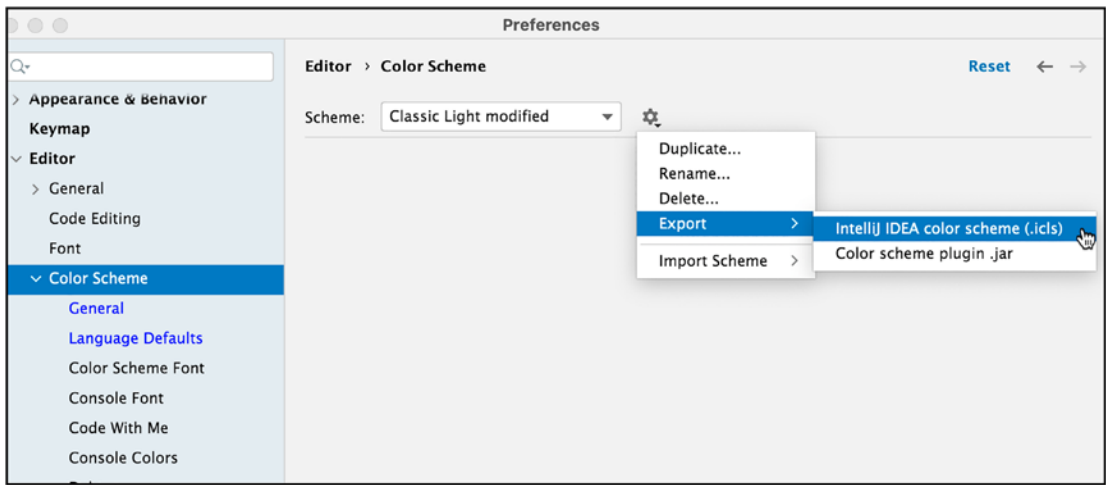 Preferences
Editor › Color Scheme
Reset
Appearance & Behavior
Keymap
Editor
General
Code Editing
Font
Color Scheme
General
Language Defaults
Color Scheme Font
Console Font
Code With Me
Console Colors
Scheme: Classic Light modified
Duplicate...
Rename...
Delete...
Export
Import Scheme
IntelliJ IDEA color scheme (.icls)
Color scheme plugin .jar